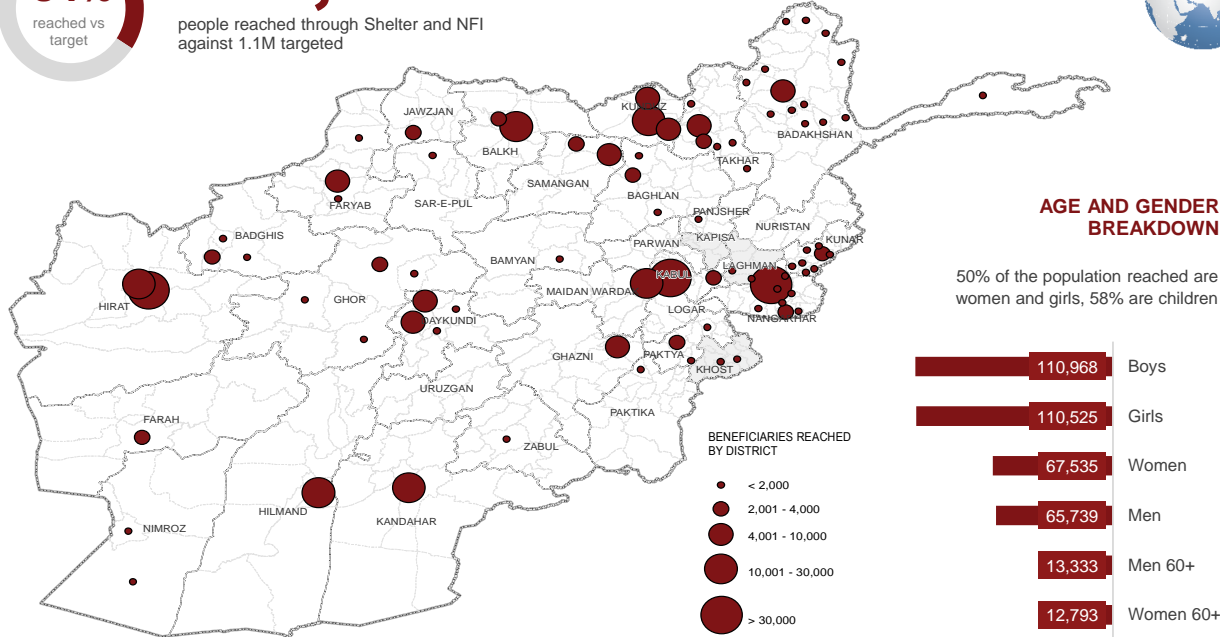 reached vs
target
people reached through Shelter and NFI
against 1.1M targeted
JAWZJAN
BALKH
BADAKHSHAN
TAKHAR
SAMANGAN
BAGHLAN
FARYAB
SAR-E-PUL
PANJSHER
NURISTAN
KUNAR
BADGHIS
PARWAN
KAPISA
LAGHMAN
BAMYAN
KABUL
HIRAT
GHOR
MAIDAN WARDAK
LOGAR
NANGARHAR
DAYKUNDI
GHAZNI
PAKTYA
KHOST
URUZGAN
PAKTIKA
FARAH
ZABUL
HILMAND
KANDAHAR
NIMROZ
BENEFICIARIES REACHED
BY DISTRICT
< 2,000
2,001 - 4,000
4,001 - 10,000
10,001 - 30,000
> 30,000
AGE AND GENDER
BREAKDOWN
50% of the population reached are
women and girls, 58% are children
110,968 Boys
110,525 Girls
67,535 Women
65,739 Men
13,333 Men 60+
12,793 Women 60+